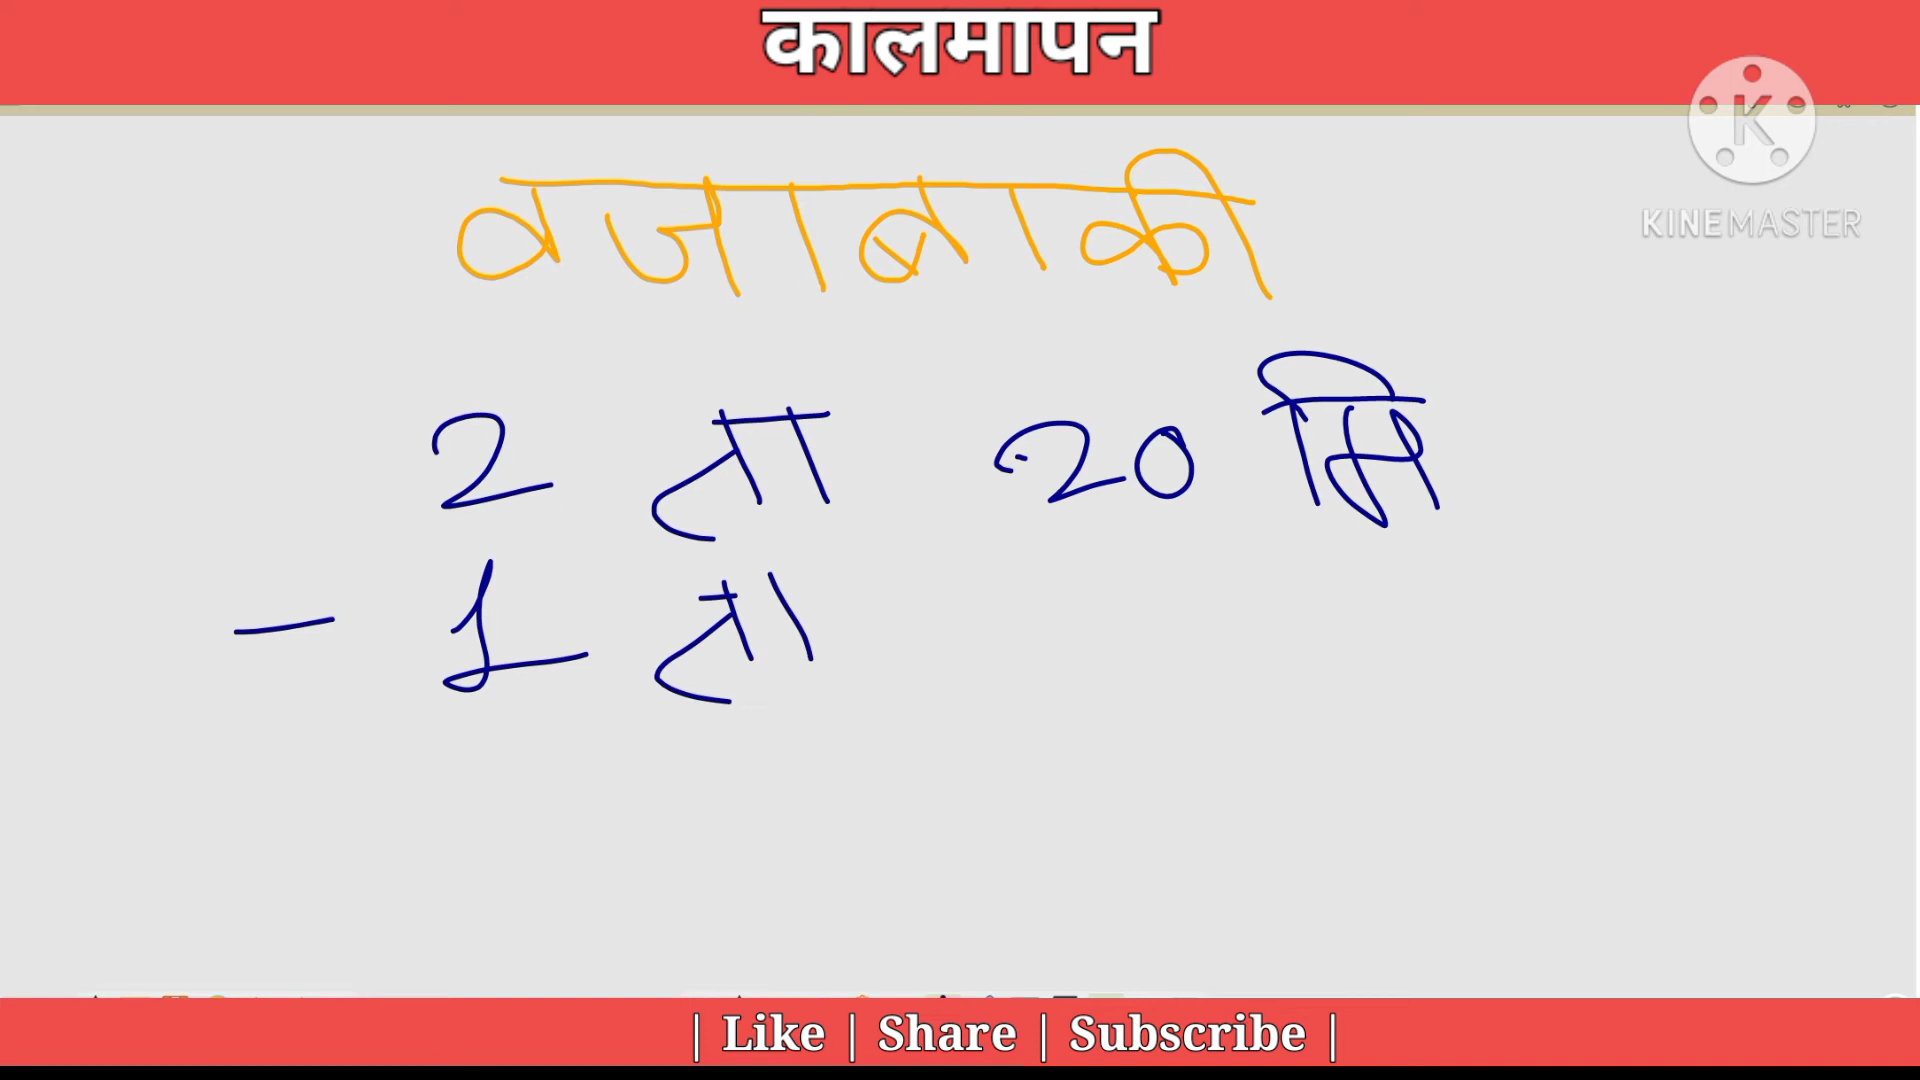 कालमापन
KINEMASTER
वजाबाकी
2 ता 20 मि
- 1 ता
| Like | Share | Subscribe |